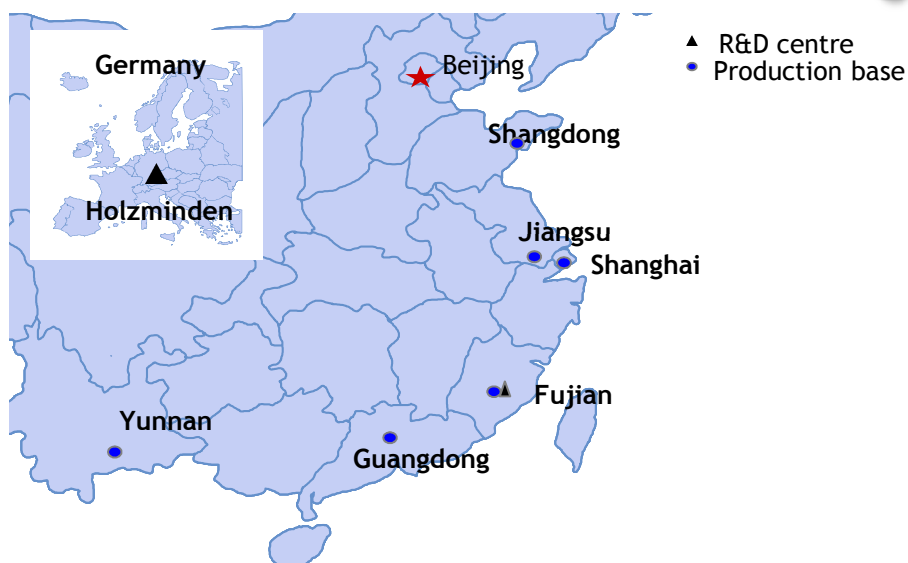 Germany
Holzminden
Beijing
R&D centre
Production base
Shangdong
Jiangsu
Shanghai
Fujian
Yunnan
Guangdong